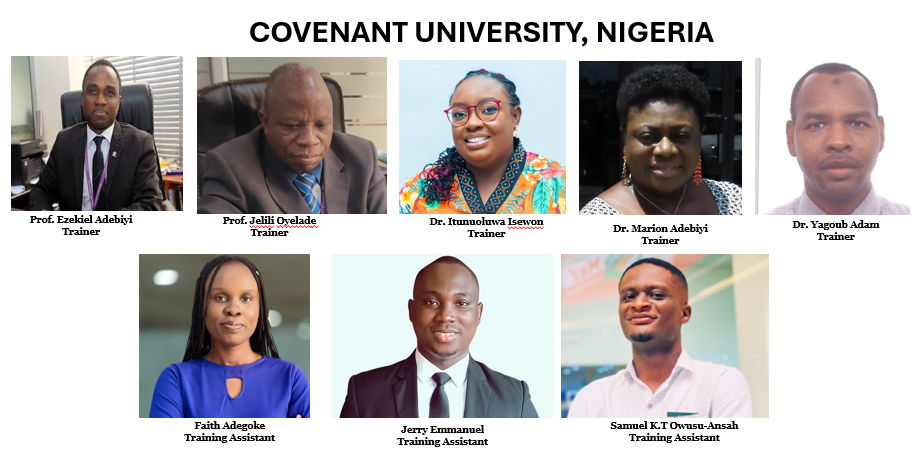 COVENANT UNIVERSITY, NIGERIA
Prof. Ezekiel Adebiyi
Trainer
Prof. Jelili Oyelade
Trainer
Dr. Itunuoluwa Isewon
Trainer
Dr. Marion Adebiyi
Trainer
Dr. Yagoub Adam
Trainer
Faith Adegoke
Training Assistant
Jerry Emmanuel
Training Assistant
Samuel K.T Owusu-Ansah
Training Assistant